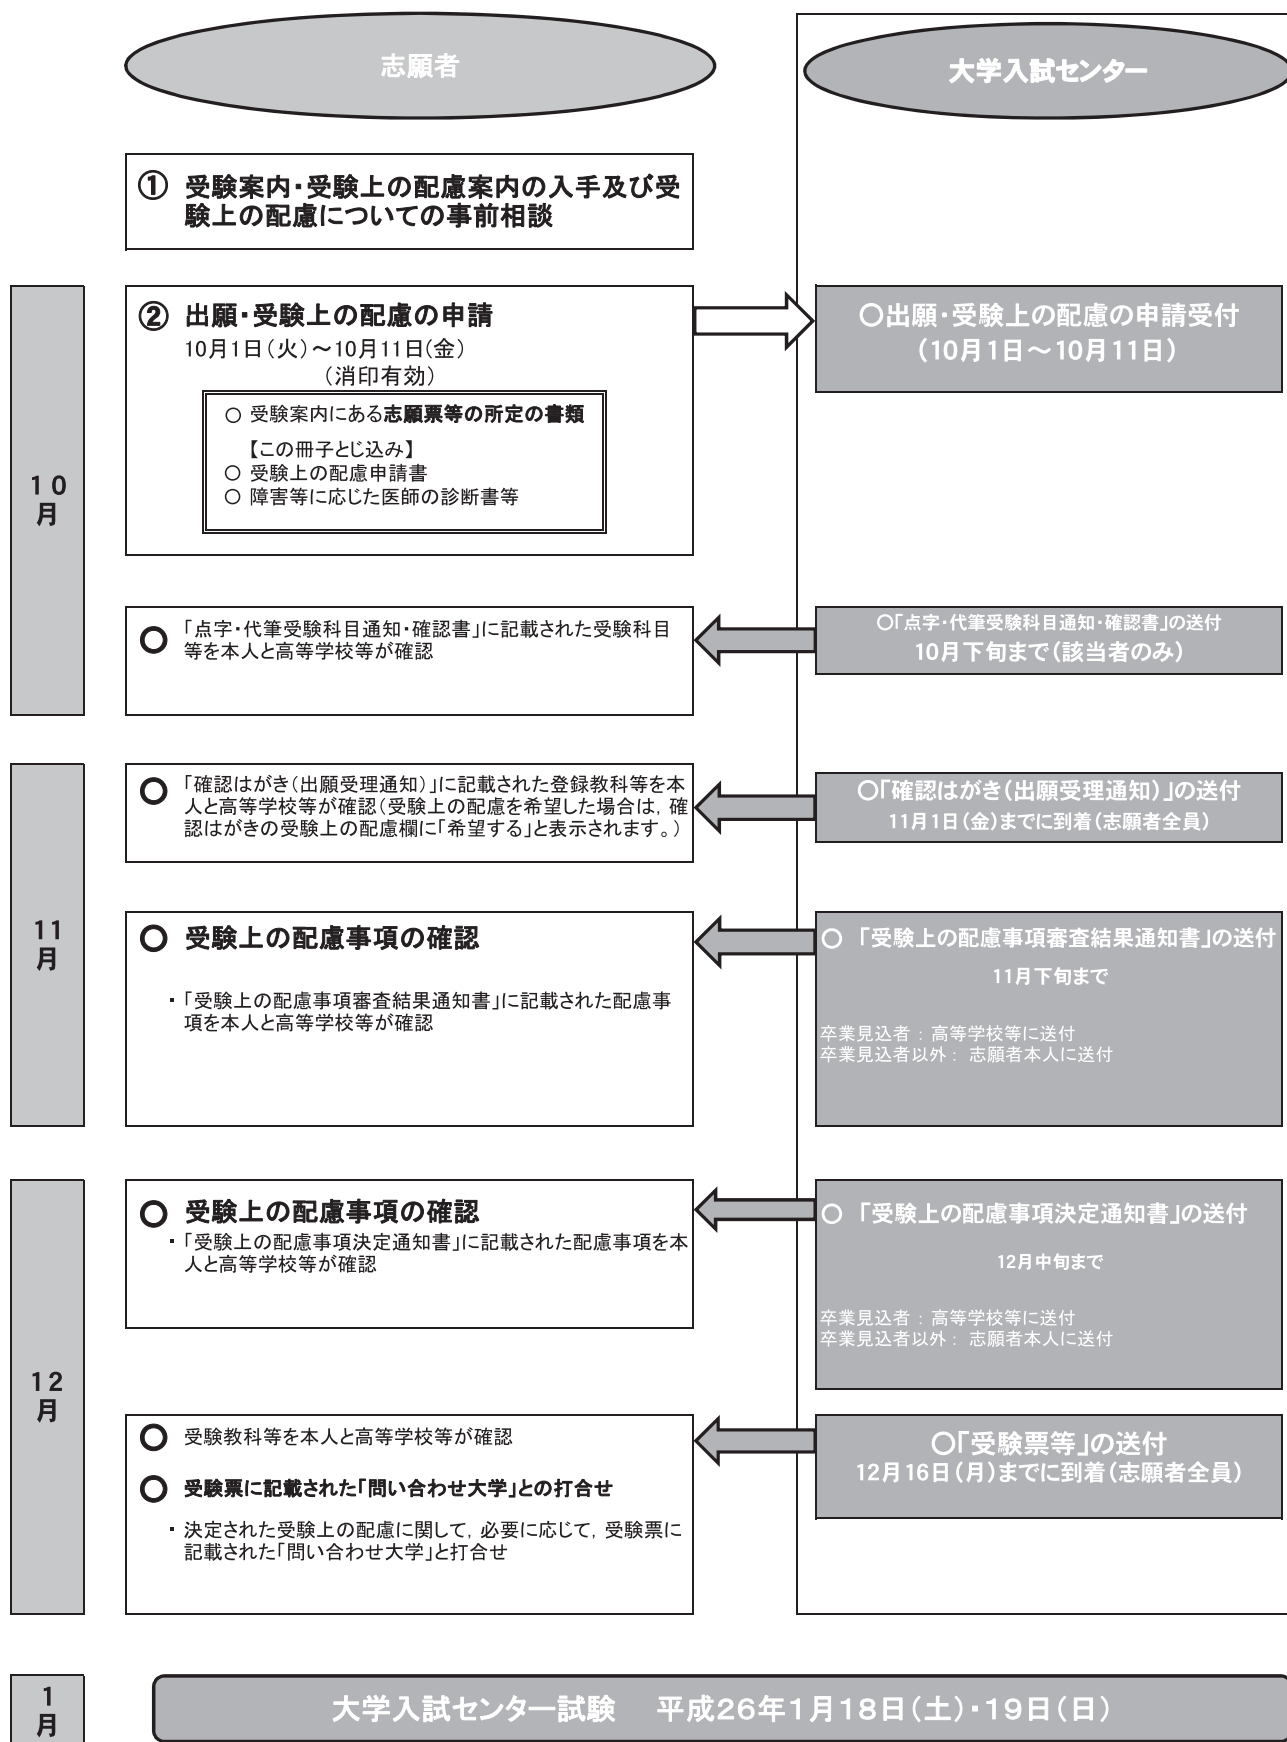 志願者
大学入試センター
① 受験案内・受験上の配慮案内の入手及び受
験上の配慮についての事前相談
10
月
② 出願・受験上の配慮の申請
10月1日(火)～10月11日(金)
(消印有効)
○ 受験案内にある志願票等の所定の書類
【この冊子とじ込み】
○ 受験上の配慮申請書
○ 障害等に応じた医師の診断書等
○出願・受験上の配慮の申請受付
(10月1日～10月11日)
○ 「点字・代筆受験科目通知・確認書」に記載された受験科目
等を本人と高等学校等が確認
○「点字・代筆受験科目通知・確認書」の送付
10月下旬まで(該当者のみ)
11
月
○ 「確認はがき(出願受理通知)」に記載された登録教科等を本
人と高等学校等が確認(受験上の配慮を希望した場合は，確
認はがきの受験上の配慮欄に「希望する」と表示されます。)
○「確認はがき(出願受理通知)」の送付
11月1日(金)までに到着(志願者全員)
○ 受験上の配慮事項の確認
・「受験上の配慮事項審査結果通知書」に記載された配慮事
項を本人と高等学校等が確認
○ 「受験上の配慮事項審査結果通知書」の送付
11月下旬まで
卒業見込者：高等学校等に送付
卒業見込者以外： 志願者本人に送付
12
月
○ 受験上の配慮事項の確認
・「受験上の配慮事項決定通知書」に記載された配慮事項を本
人と高等学校等が確認
○ 「受験上の配慮事項決定通知書」の送付
12月中旬まで
卒業見込者：高等学校等に送付
卒業見込者以外： 志願者本人に送付
○ 受験教科等を本人と高等学校等が確認
○ 受験票に記載された「問い合わせ大学」との打合せ
・決定された受験上の配慮に関して，必要に応じて，受験票に
記載された「問い合わせ大学」と打合せ
○「受験票等」の送付
12月16日(月)までに到着(志願者全員)
1
月
大学入試センター試験 平成26年1月18日(土)・19日(日)